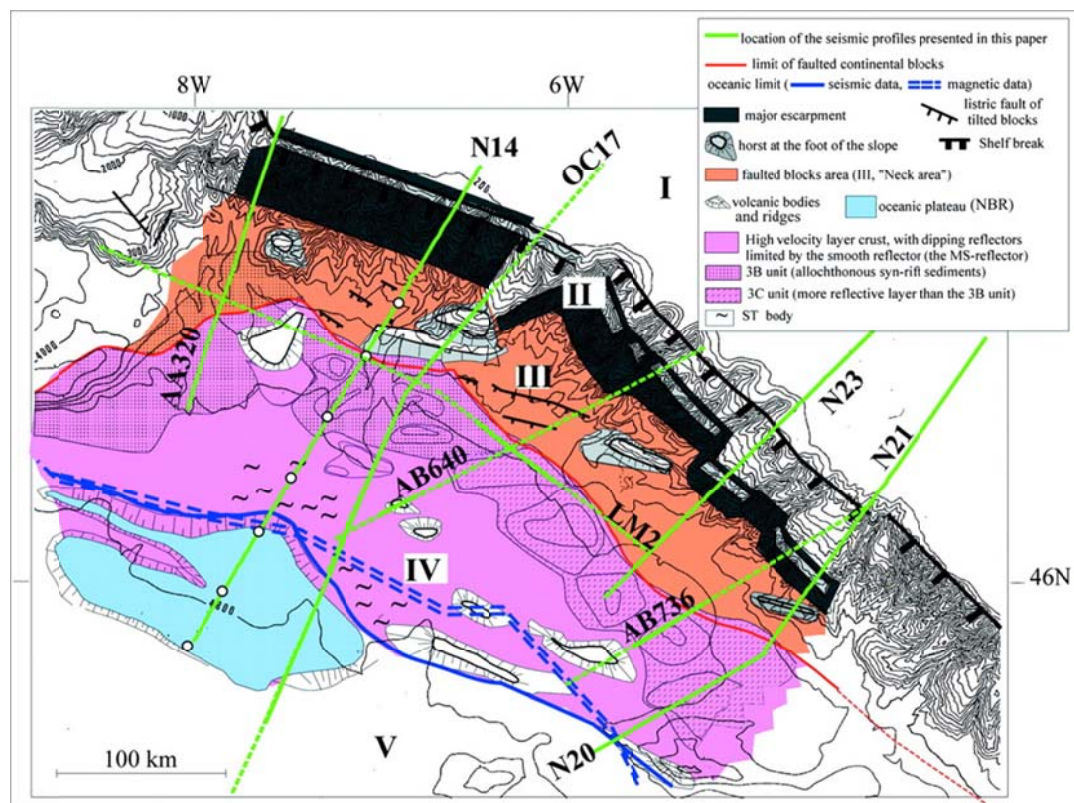 8W
6W
46N
location of the seismic profiles presented in this paper
limit of faulted continental blocks
oceanic limit ( seismic data, magnetic data)
major escarpment
listric fault of
tilted blocks
horst at the foot of the slope
Shelf break
faulted blocks area (III, "Neck area")
volcanic bodies
and ridges
oceanic plateau (NBR)
High velocity layer crust, with dipping reflectors
limited by the smooth reflector (the MS-reflector)
3B unit (allochthonous syn-rift sediments)
3C unit (more reflective layer than the 3B unit)
~ ST body
N14
OC17
I
II
III
AA320
N23
N21
AB640
LM2
IV
AB736
4200
N20
V
100 km